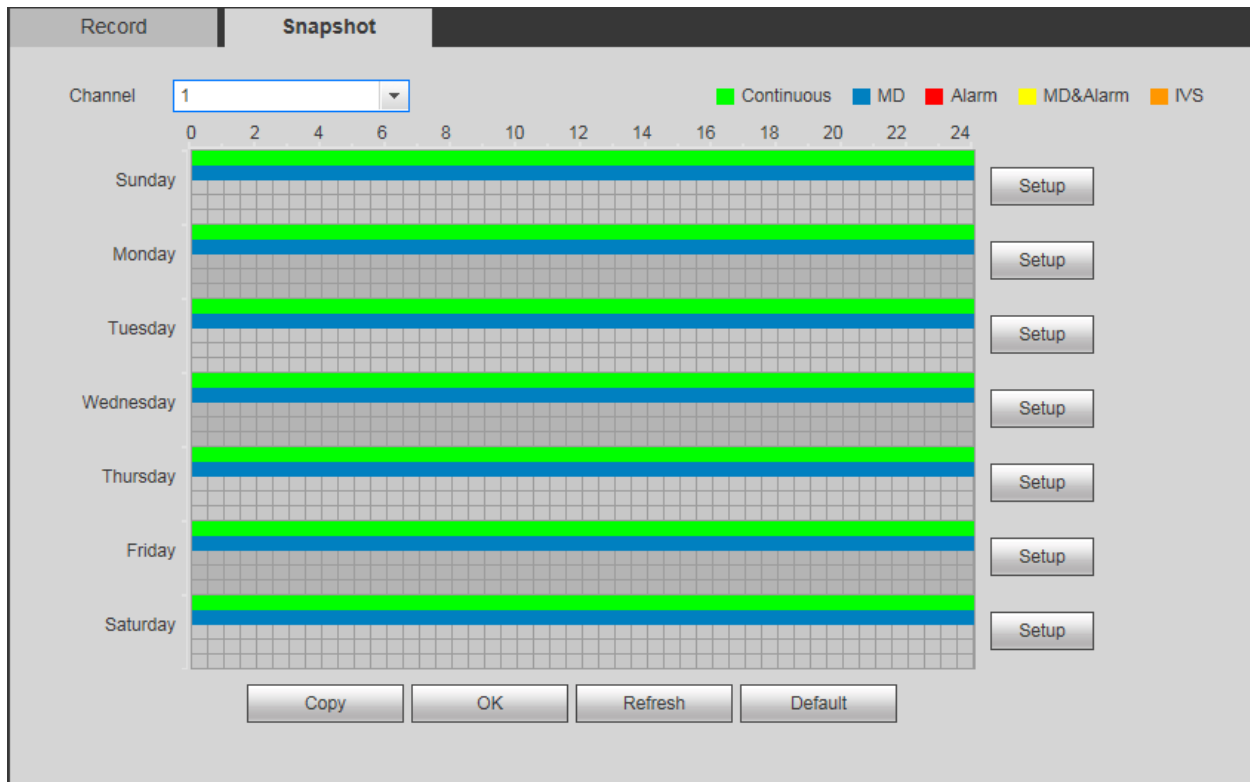 Record Snapshot
Channel 1 Continuous MD Alarm MD&Alarm IVS
0 2 4 6 8 10 12 14 16 18 20 22 24
Sunday Setup
Monday Setup
Tuesday Setup
Wednesday Setup
Thursday Setup
Friday Setup
Saturday Setup
Copy OK Refresh Default